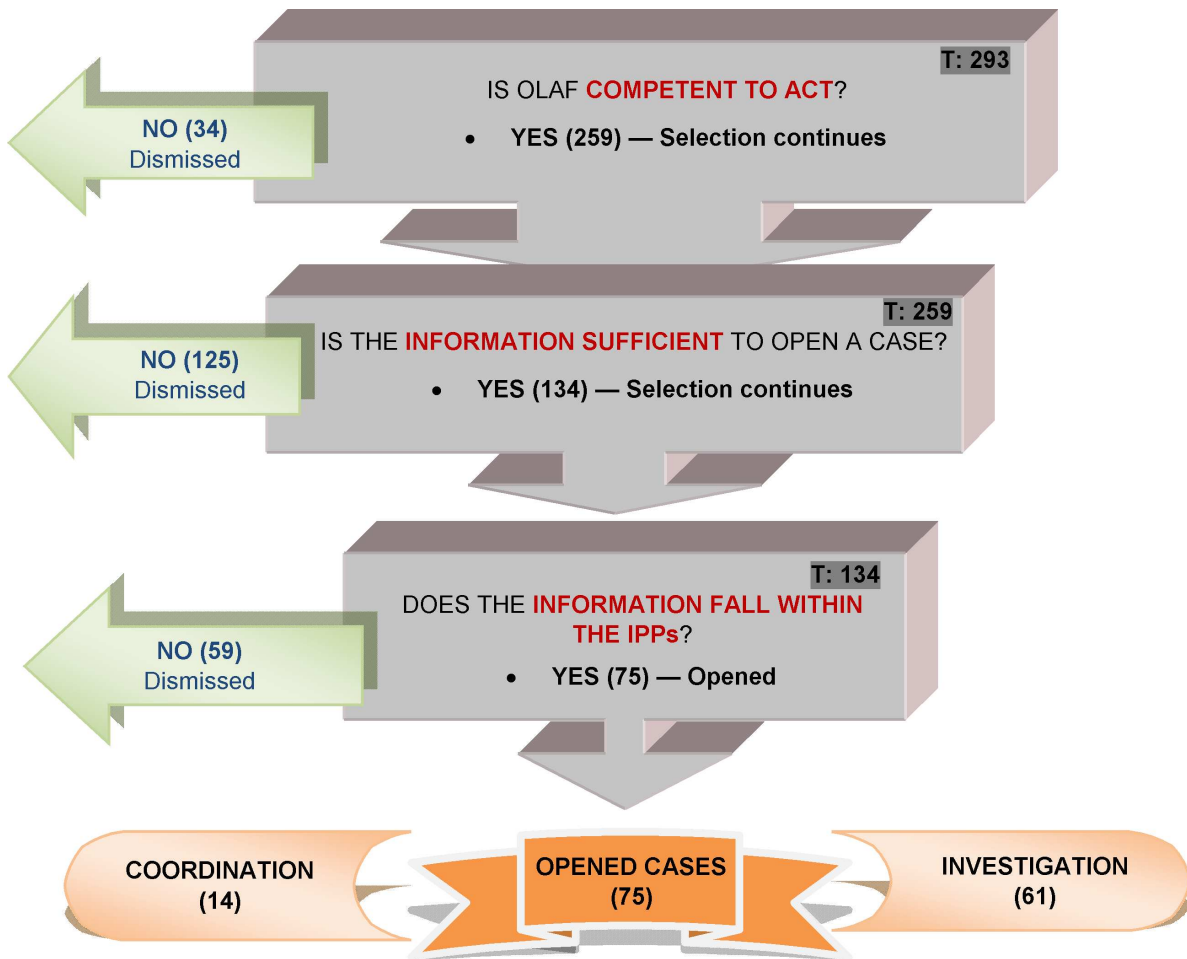 T: 293
IS OLAF COMPETENT TO ACT?
• YES (259) — Selection continues
NO (34)
Dismissed
T: 259
IS THE INFORMATION SUFFICIENT TO OPEN A CASE?
• YES (134) — Selection continues
NO (125)
Dismissed
T: 134
DOES THE INFORMATION FALL WITHIN
THE IPPs?
• YES (75) — Opened
NO (59)
Dismissed
COORDINATION
(14)
OPENED CASES
(75)
INVESTIGATION
(61)